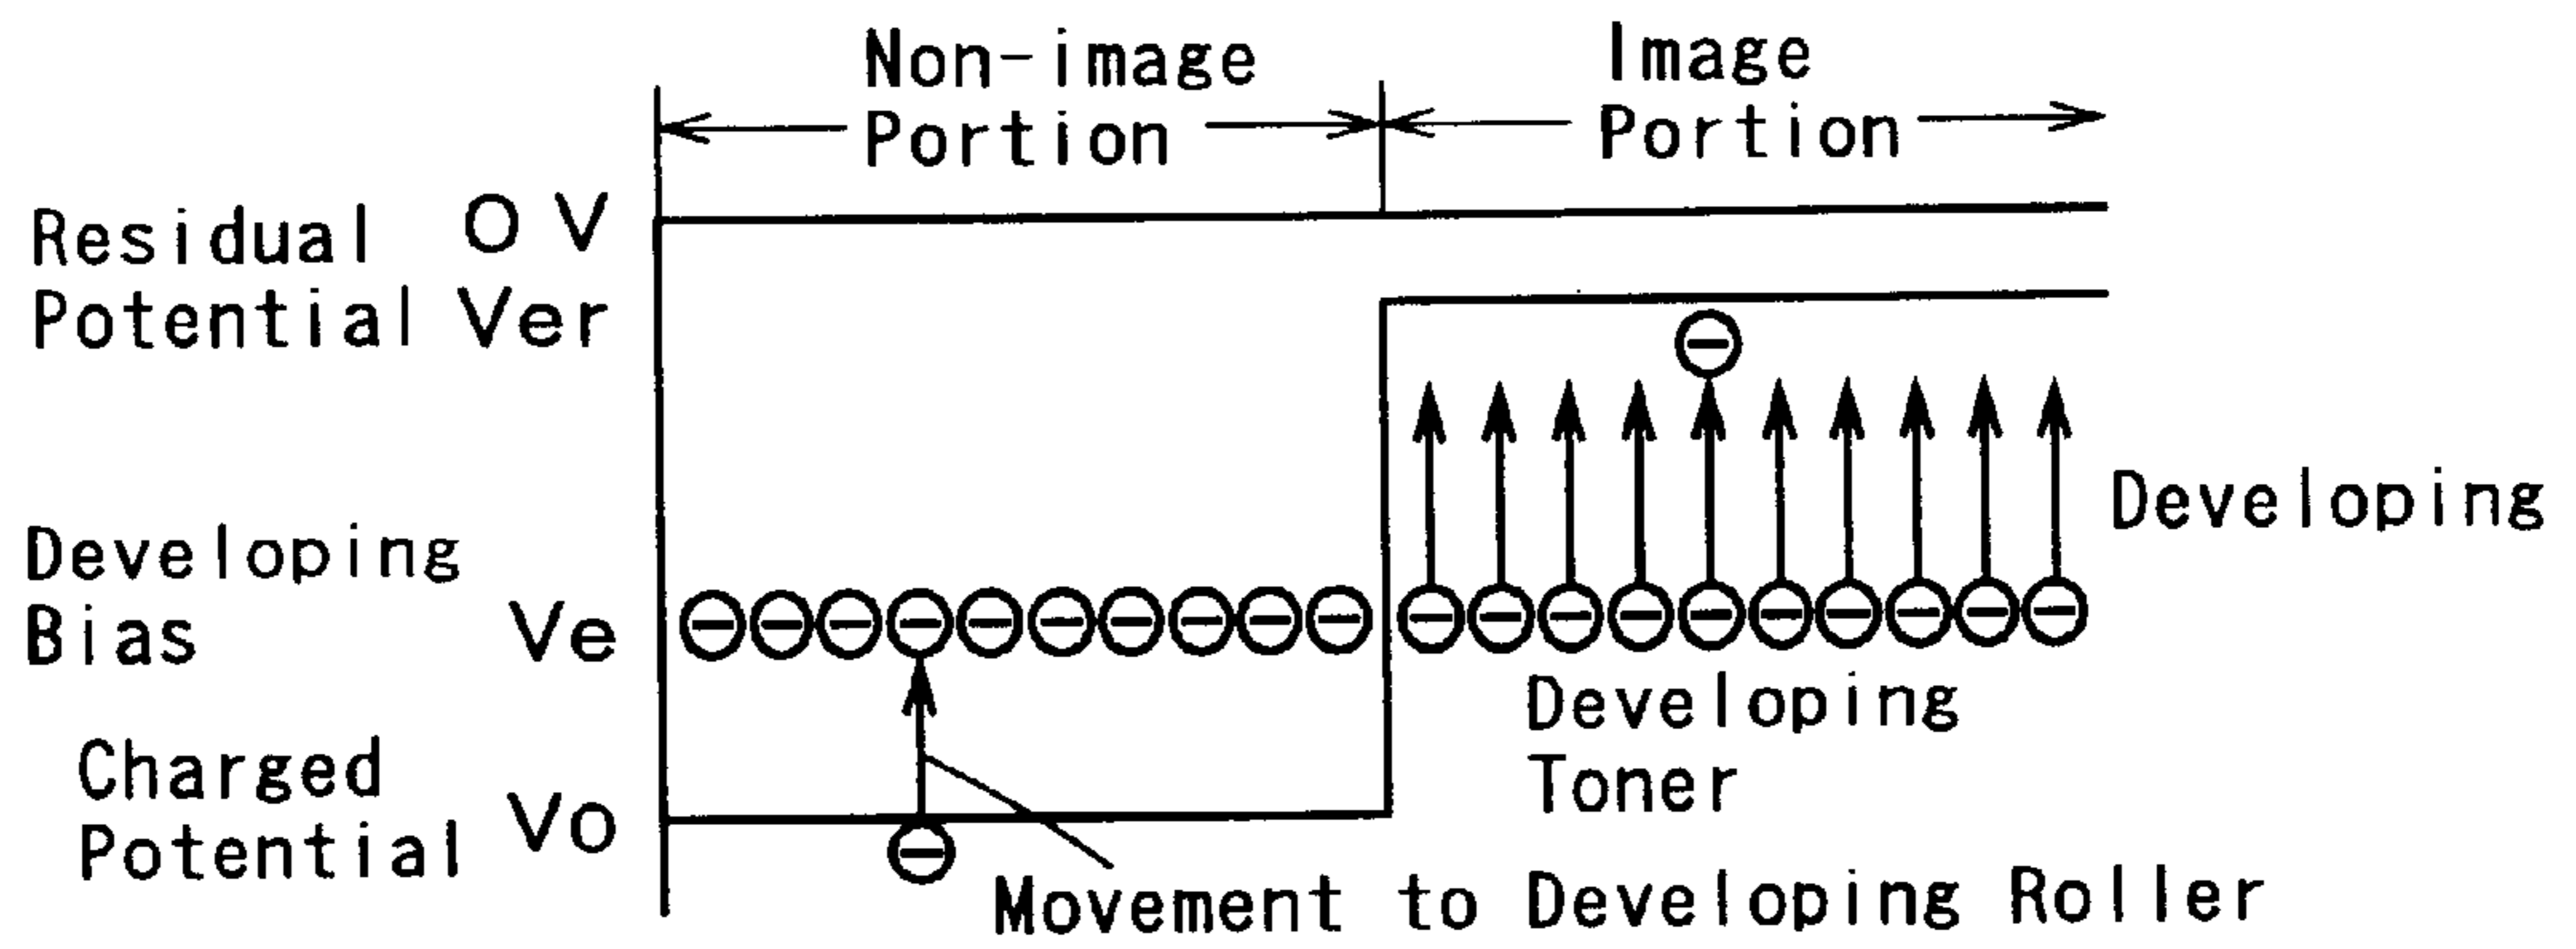 Non-image
Portion
Image
Portion
Residual
Potential
0 V
Ver
Developing
Bias
Ve
Developing
Developing
Toner
Charged
Potential
Vo
Movement to Developing Roller